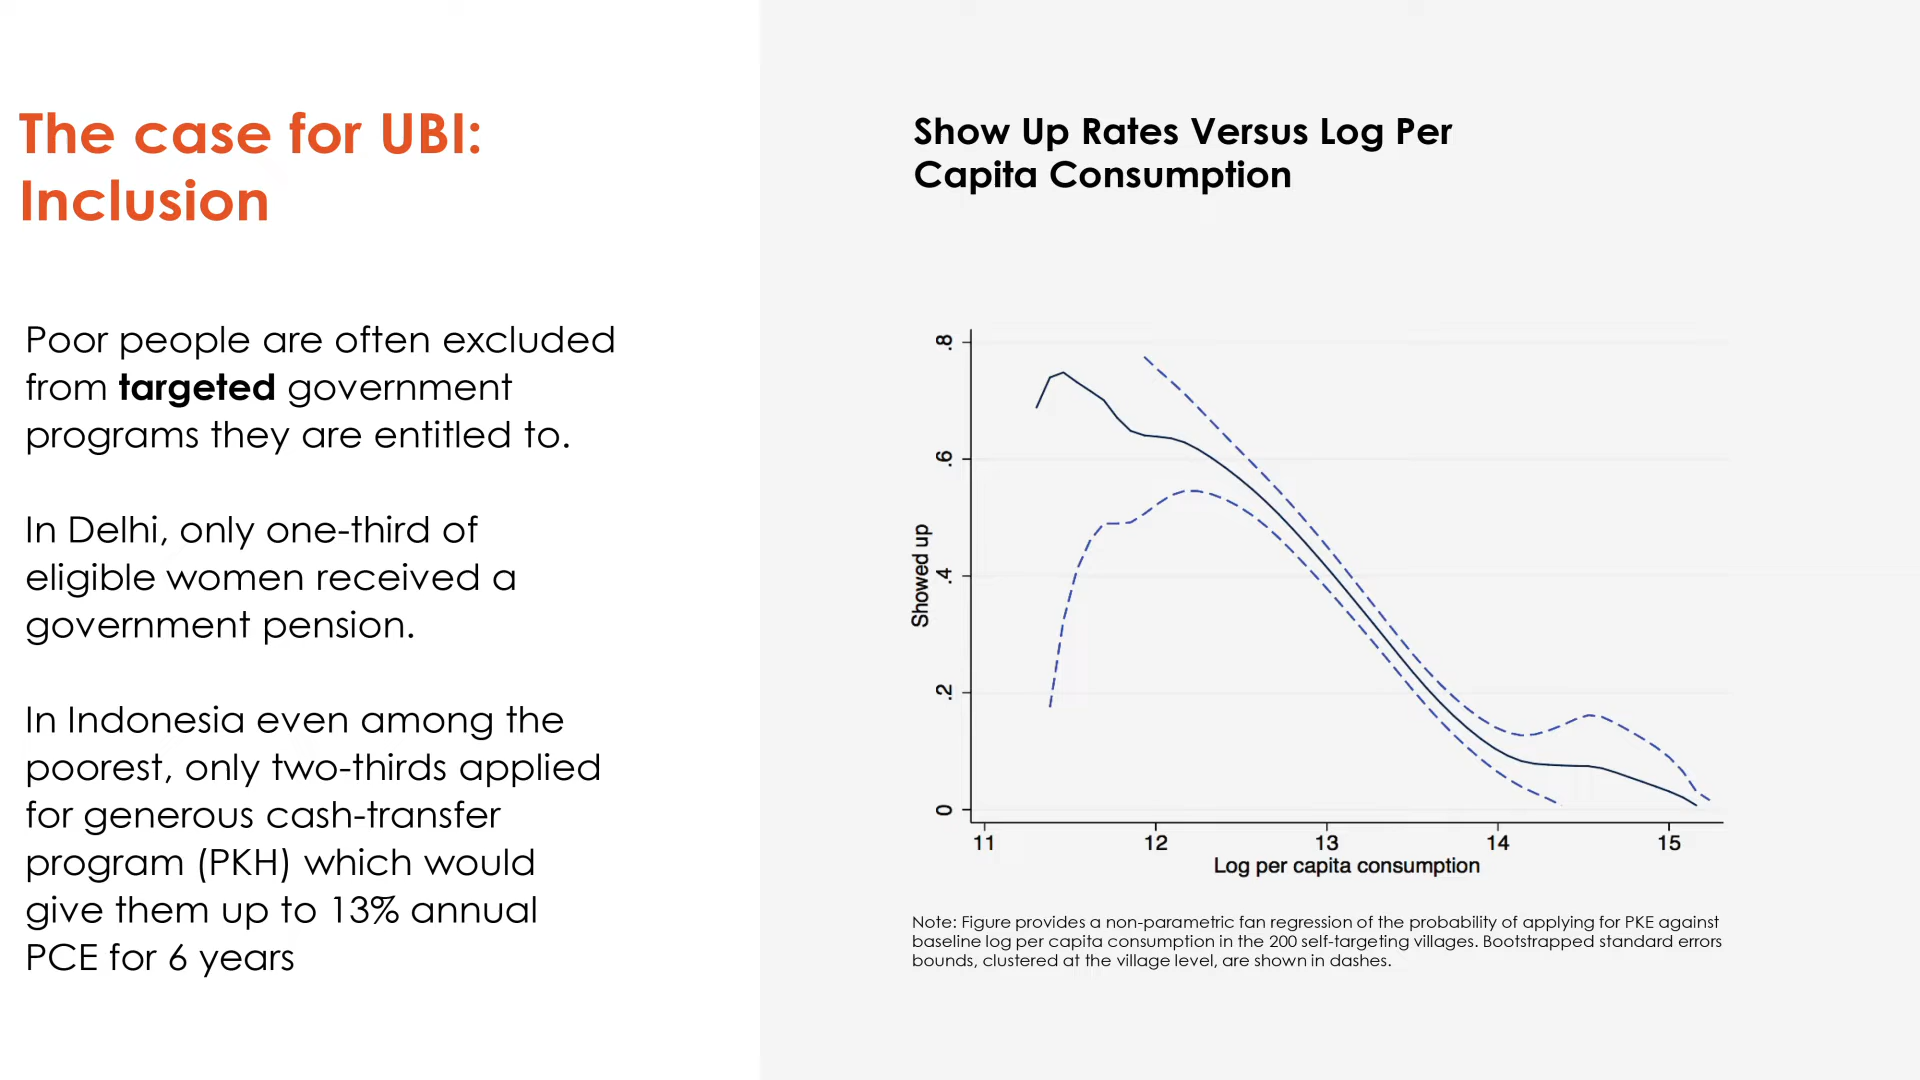 The case for UBI:
Inclusion
Poor people are often excluded
from targeted government
programs they are entitled to.
In Delhi, only one-third of
eligible women received a
government pension.
In Indonesia even among the
poorest, only two-thirds applied
for generous cash-transfer
program (PKH) which would
give them up to 13% annual
PCE for 6 years
Show Up Rates Versus Log Per
Capita Consumption
.8
.6
.4
.2
0
Showed up
11 12 13 14 15
Log per capita consumption
Note: Figure provides a non-parametric fan regression of the probability of applying for PKE against
baseline log per capita consumption in the 200 self-targeting villages. Bootstrapped standard errors
bounds, clustered at the village level, are shown in dashes.